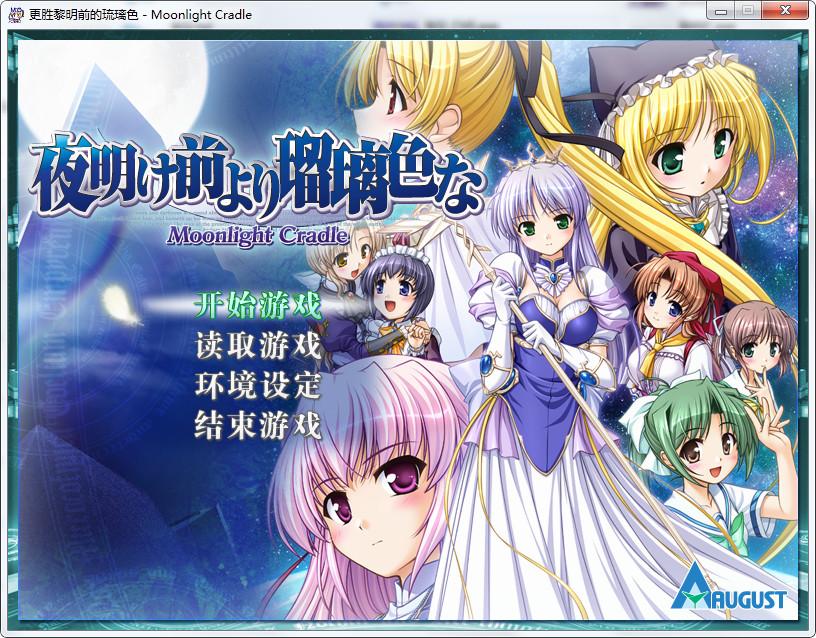 更胜黎明前的琉璃色 - Moonlight Cradle
夜明け前より瑠璃色な
Moonlight Cradle
开始游戏
读取游戏
环境设定
结束游戏
AUGUST